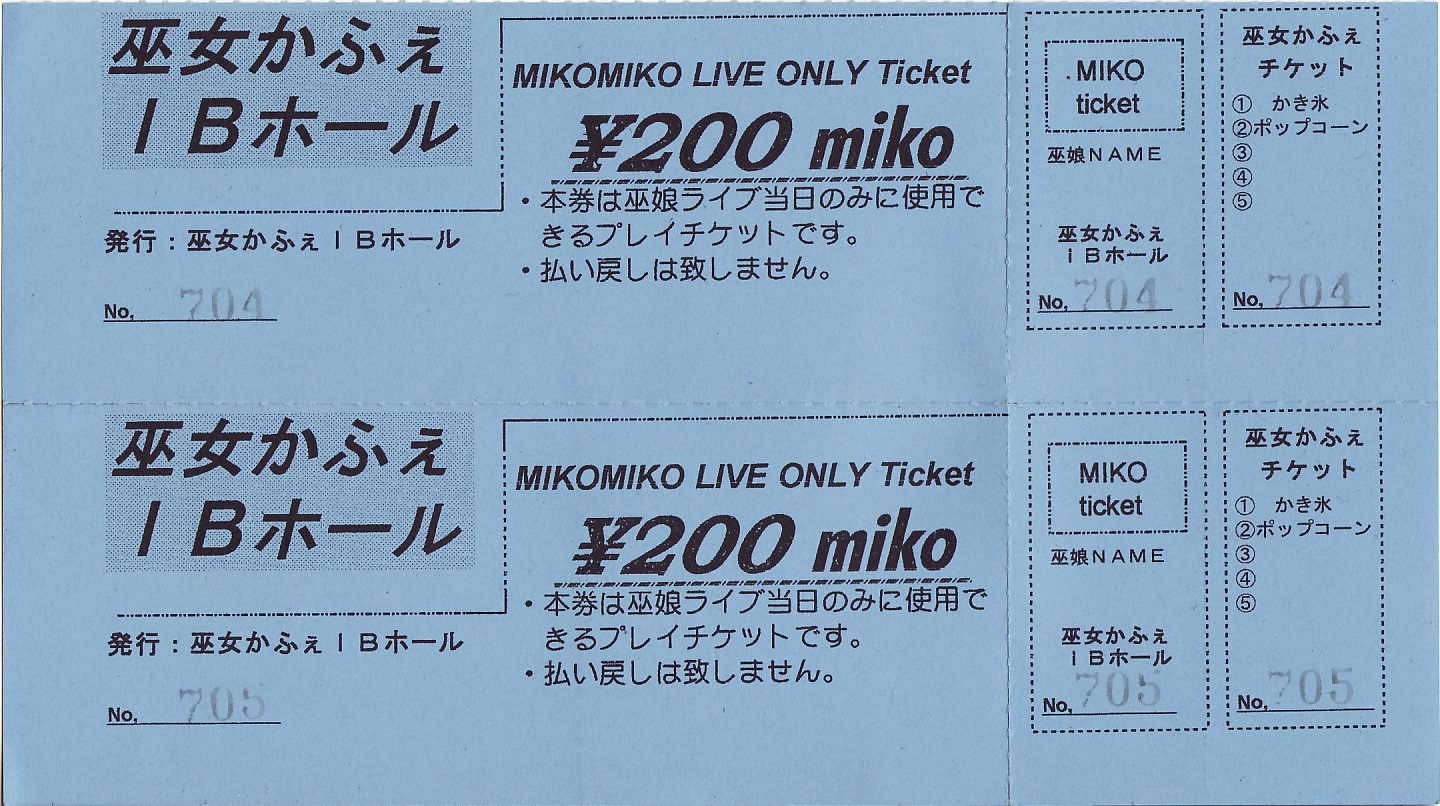 巫女かふぇ
ＩＢホール
発行：巫女かふぇＩＢホール
No, 704
MIKOMIKO LIVE ONLY Ticket
¥200 miko
・本券は巫娘ライブ当日のみに使用で
きるプレイチケットです。
・払い戻しは致しません。
MIKO
ticket
巫娘NAME
巫女かふぇ
ＩＢホール
No, 704
巫女かふぇ
チケット
① かき氷
②ポップコーン
③
④
⑤
No, 704
巫女かふぇ
ＩＢホール
発行：巫女かふぇＩＢホール
No, 705
MIKOMIKO LIVE ONLY Ticket
¥200 miko
・本券は巫娘ライブ当日のみに使用で
きるプレイチケットです。
・払い戻しは致しません。
MIKO
ticket
巫娘NAME
巫女かふぇ
ＩＢホール
No, 705
巫女かふぇ
チケット
① かき氷
②ポップコーン
③
④
⑤
No, 705